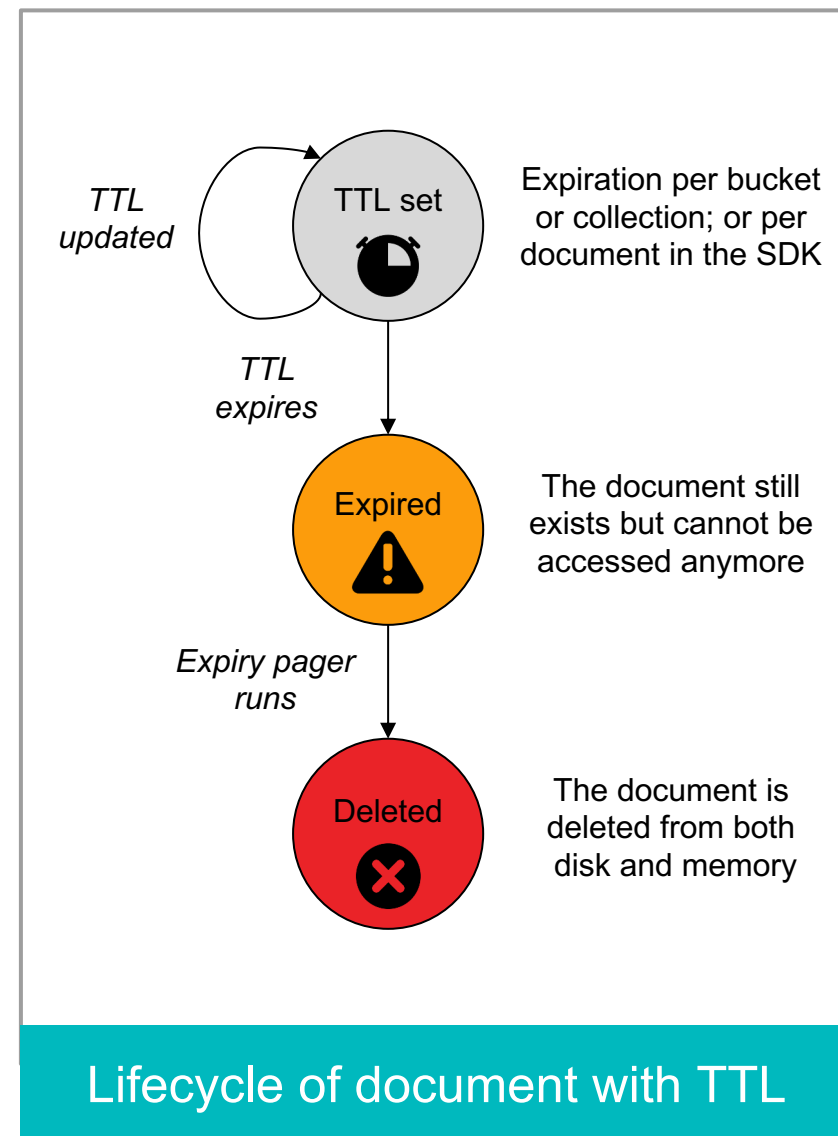 TTL
updated
TTL set
Expiration per bucket
or collection; or per
document in the SDK
TTL
expires
Expired
The document still
exists but cannot be
accessed anymore
Expiry pager
runs
Deleted
The document is
deleted from both
disk and memory
Lifecycle of document with TTL